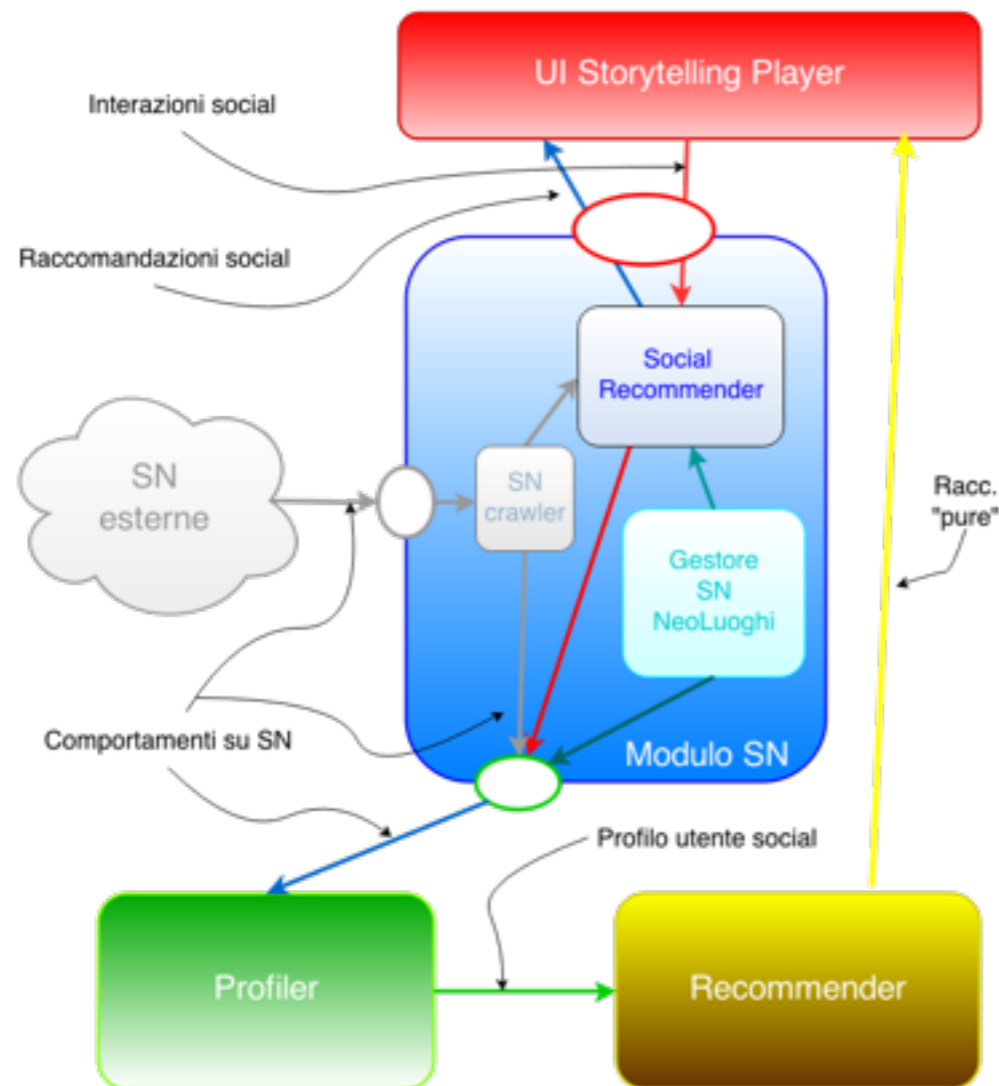 UI Storytelling Player
Interazioni social
Raccomandazioni social
Social
Recommender
SN
esterne
SN
crawler
Racc.
"pure"
Gestore
SN
NeoLuoghi
Comportamenti su SN
Modulo SN
Profilo utente social
Profiler
Recommender